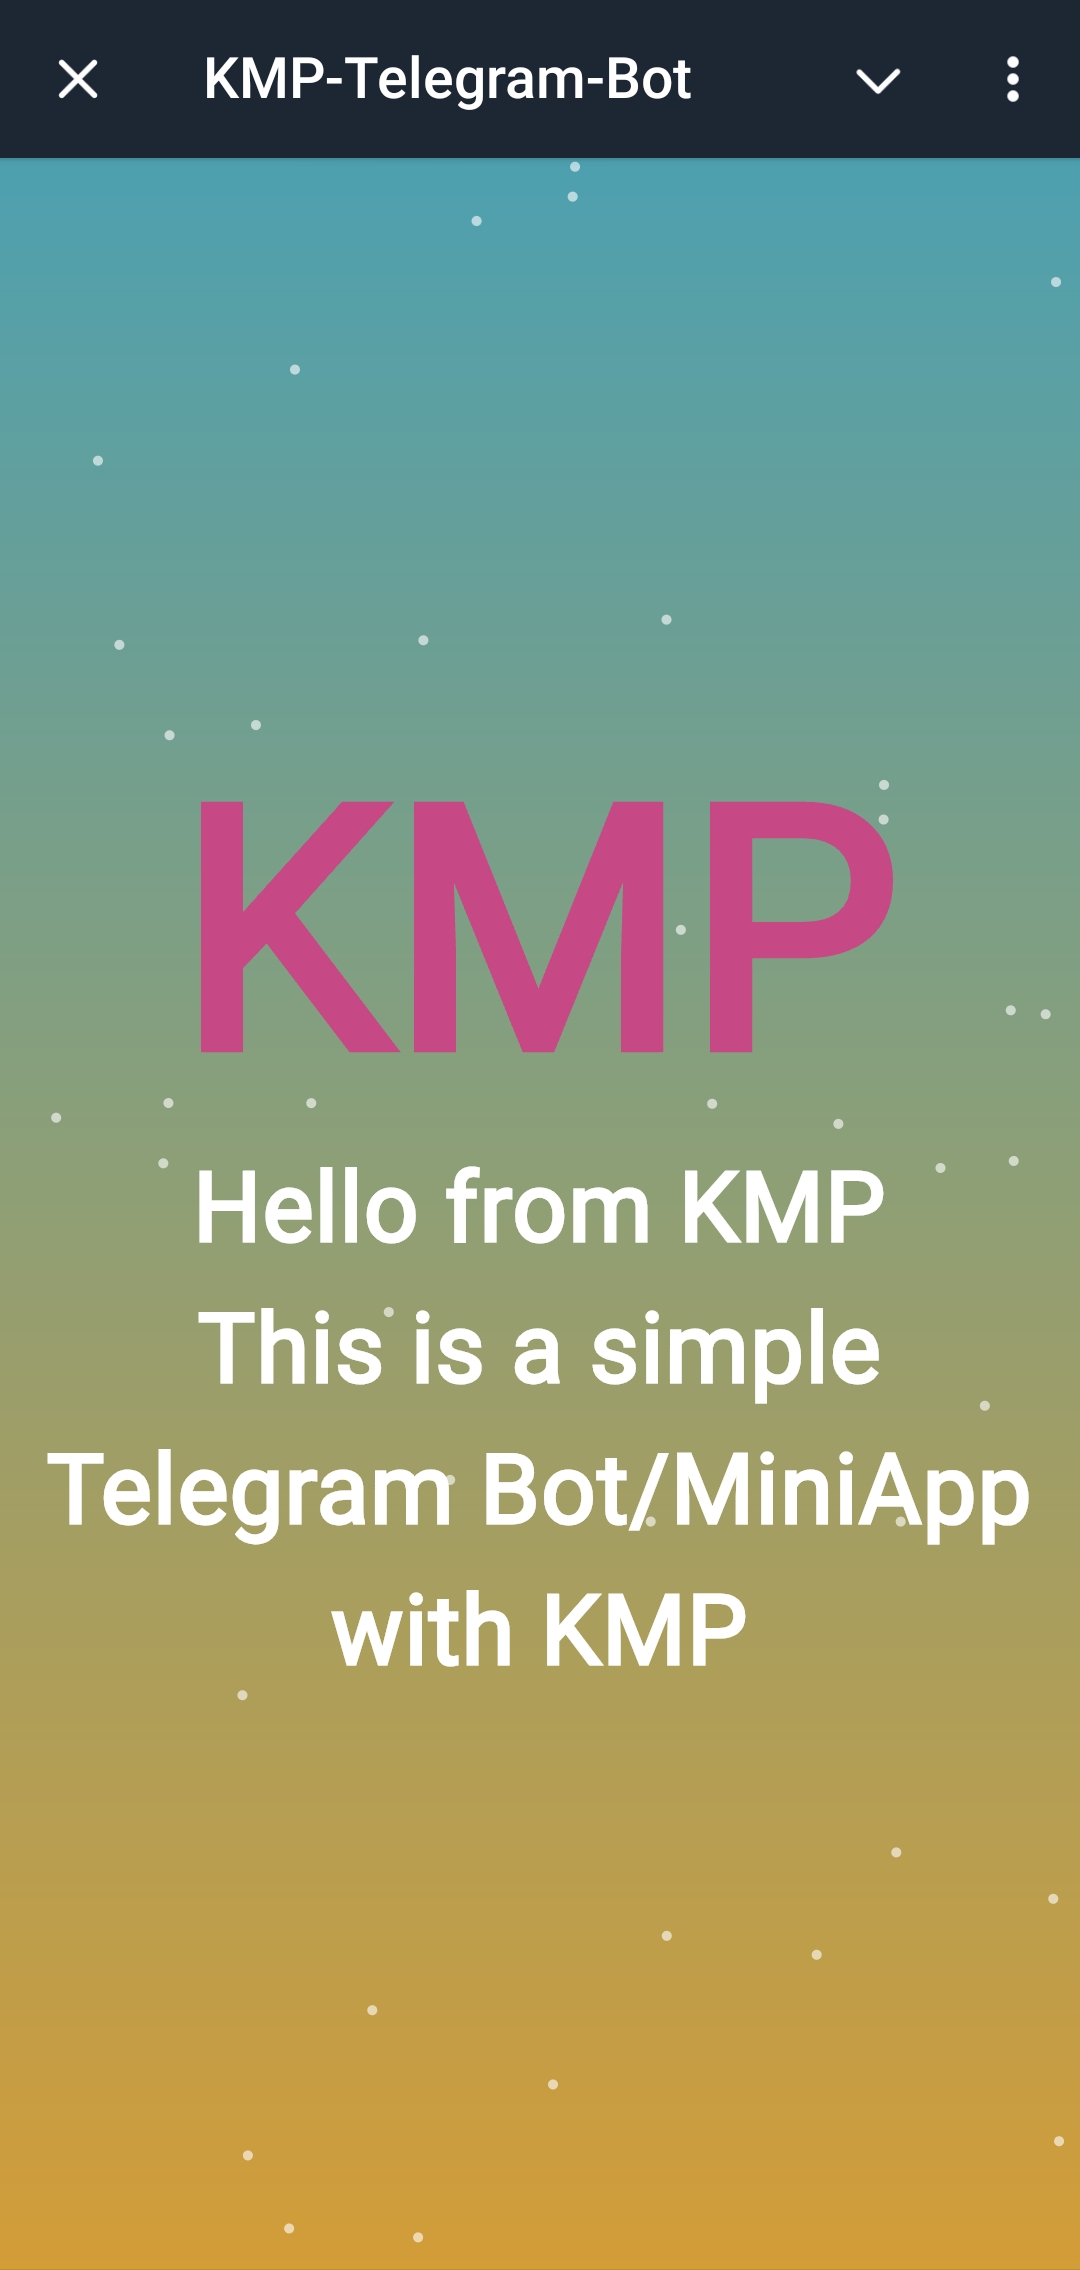 KMP-Telegram-Bot
KMP
Hello from KMP
This is a simple
Telegram Bot/MiniApp
with KMP